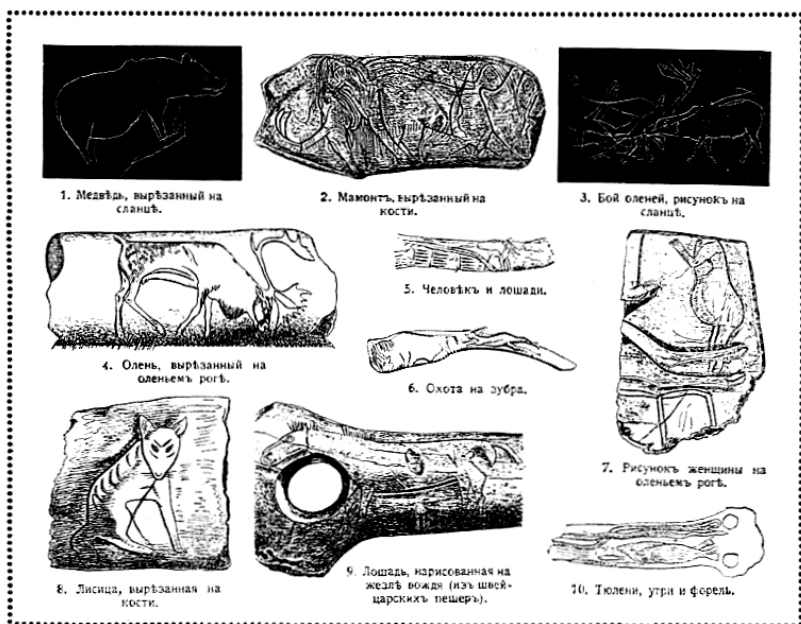 1. Медвѣдь, вырѣзанный на
сланцѣ.
2. Мамонтъ, вырѣзанный на
кости.
3. Бой оленей, рисунокъ на
сланцѣ.
4. Олень, вырѣзанный на
оленьемъ рогѣ.
5. Человѣкъ и лошади.
6. Охота на зубра.
7. Рисунокъ женщины на
оленьемъ рогѣ.
8. Лисица, вырѣзанная на
кости.
9. Лошадь, нарисованная на
жезлѣ вождя (изъ швей-
царскихъ пещеръ).
10. Тюлени, угри и форель.